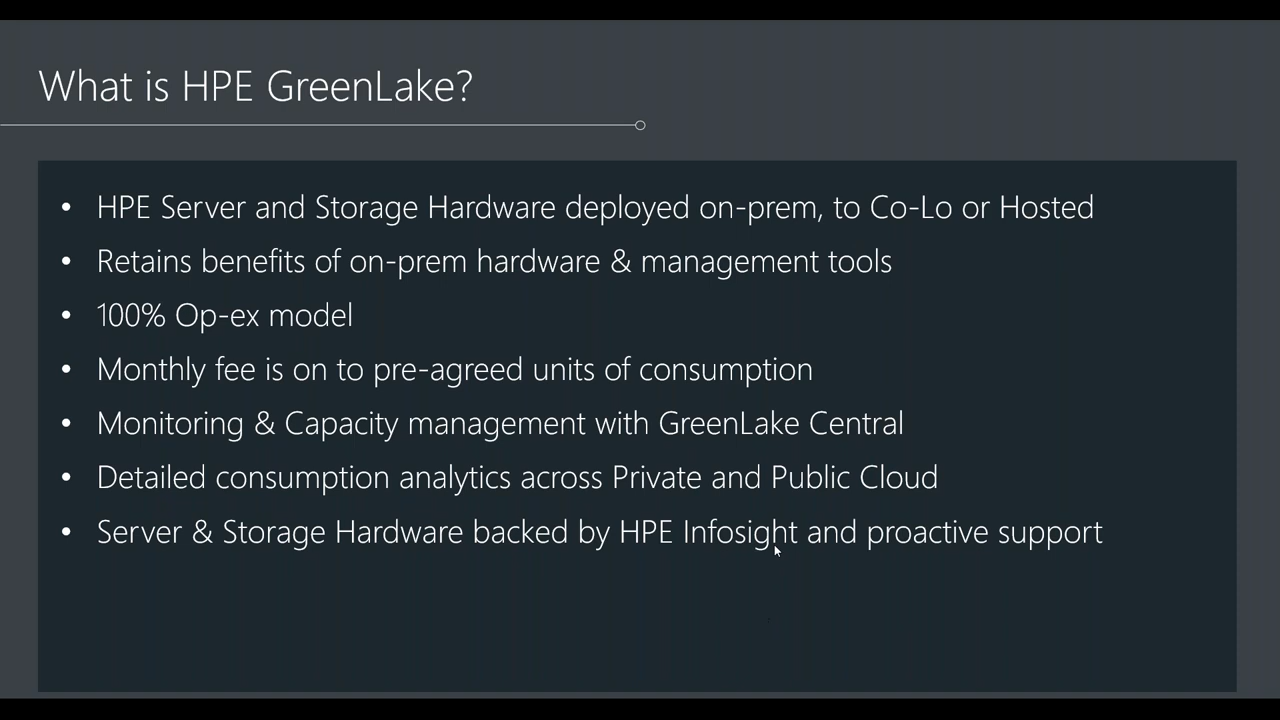 What is HPE GreenLake?
• HPE Server and Storage Hardware deployed on-prem, to Co-Lo or Hosted
• Retains benefits of on-prem hardware & management tools
• 100% Op-ex model
• Monthly fee is on to pre-agreed units of consumption
• Monitoring & Capacity management with GreenLake Central
• Detailed consumption analytics across Private and Public Cloud
• Server & Storage Hardware backed by HPE Infosight and proactive support